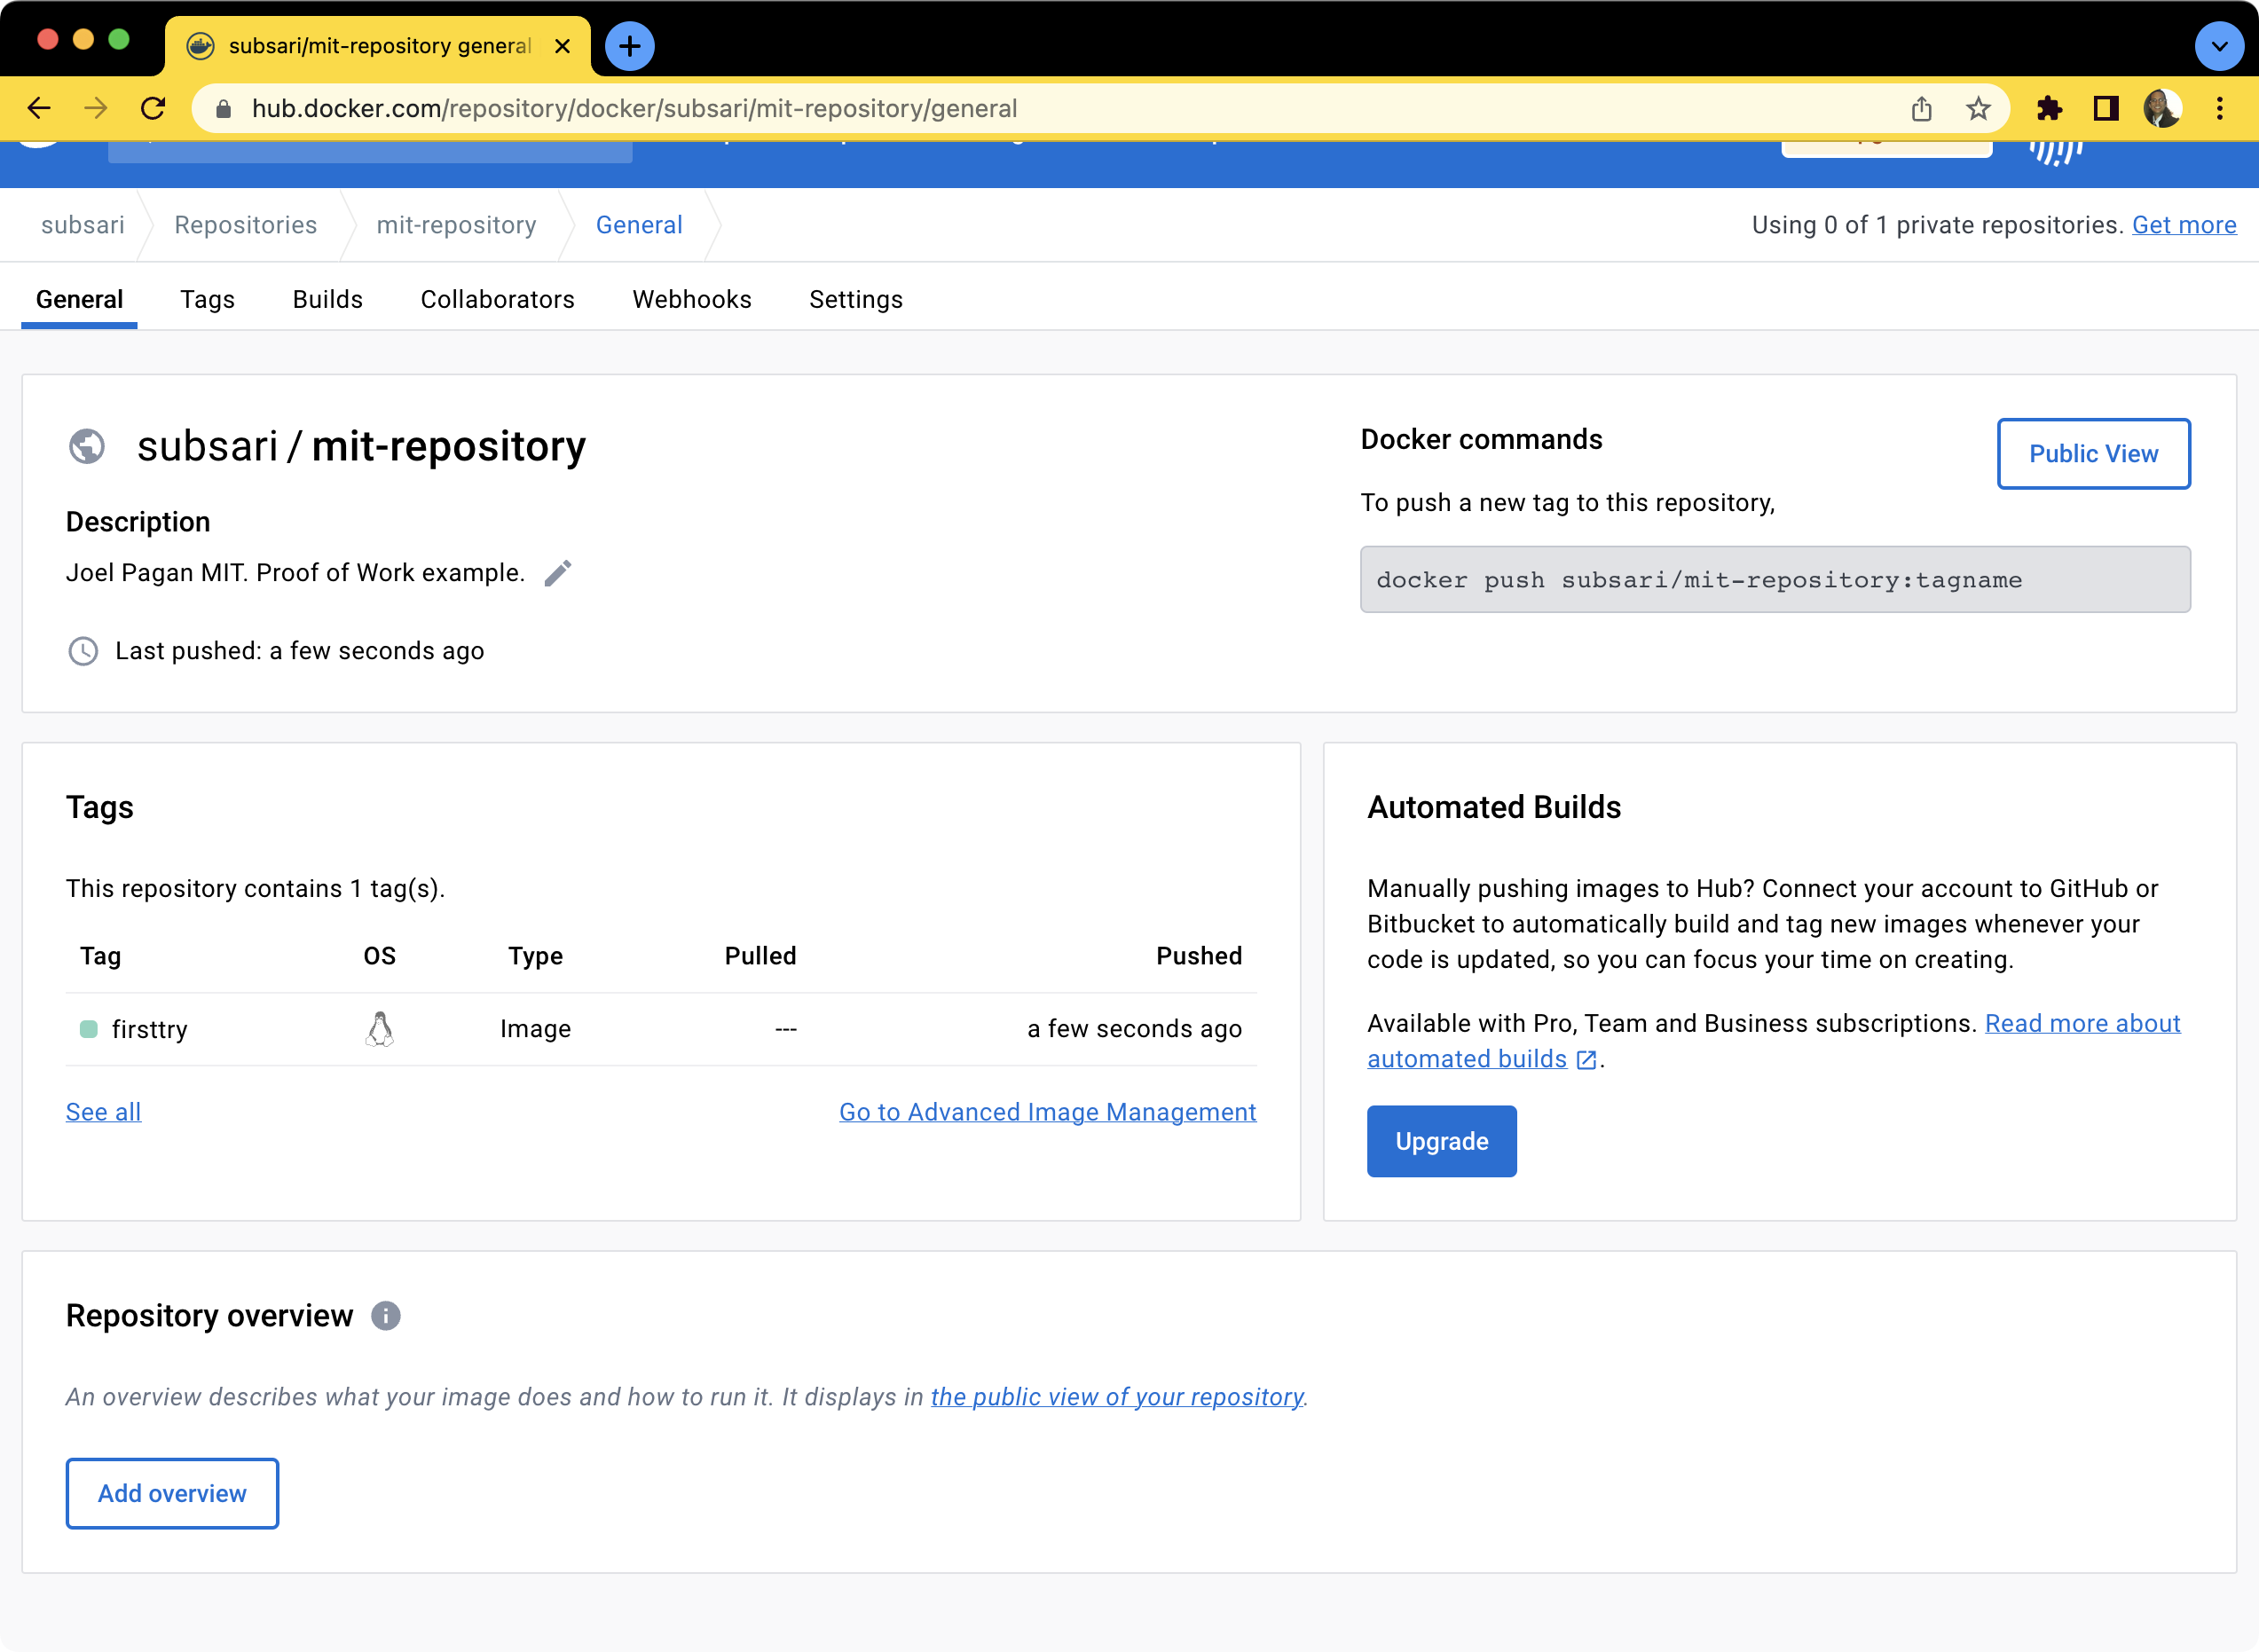 subsari/mit-repository general
hub.docker.com/repository/docker/subsari/mit-repository/general
subsari
Repositories
mit-repository
General
Using 0 of 1 private repositories. Get more
General
Tags
Builds
Collaborators
Webhooks
Settings
subsari / mit-repository
Description
Joel Pagan MIT. Proof of Work example.
Last pushed: a few seconds ago
Docker commands
Public View
To push a new tag to this repository,
docker push subsari/mit-repository:tagname
Tags
This repository contains 1 tag(s).
Tag OS Type Pulled Pushed
firsttry Image --- a few seconds ago
See all
Go to Advanced Image Management
Automated Builds
Manually pushing images to Hub? Connect your account to GitHub or
Bitbucket to automatically build and tag new images whenever your
code is updated, so you can focus your time on creating.
Available with Pro, Team and Business subscriptions. Read more about
automated builds .
Upgrade
Repository overview
An overview describes what your image does and how to run it. It displays in the public view of your repository.
Add overview